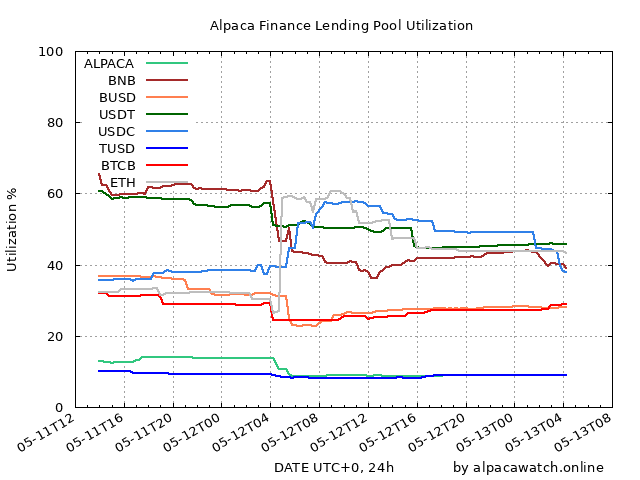 Alpaca Finance Lending Pool Utilization
100
80
60
40
20
0
Utilization %
ALPACA
BNB
BUSD
USDT
USDC
TUSD
BTCB
ETH
05-11T12
05-11T16
05-11T20
05-12T00
05-12T04
05-12T08
05-12T12
05-12T16
05-12T20
05-13T00
05-13T04
05-13T08
DATE UTC+0, 24h
by alpacawatch.online